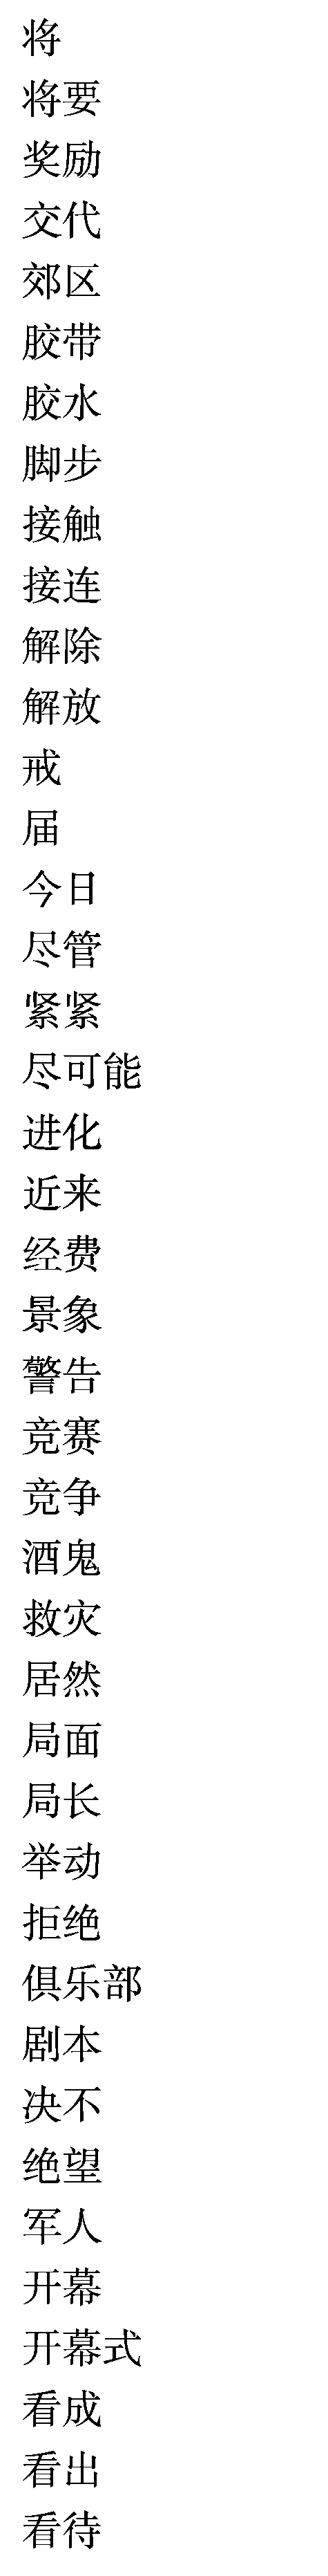 将
将要
奖励
交代
郊区
胶带
胶水
脚步
接触
接连
解除
解放
戒
届
今日
尽管
紧紧
尽可能
进化
近来
经费
景象
警告
竞赛
竞争
酒鬼
救灾
居然
局面
局长
举动
拒绝
俱乐部
剧本
决不
绝望
军人
开幕
开幕式
看成
看出
看待